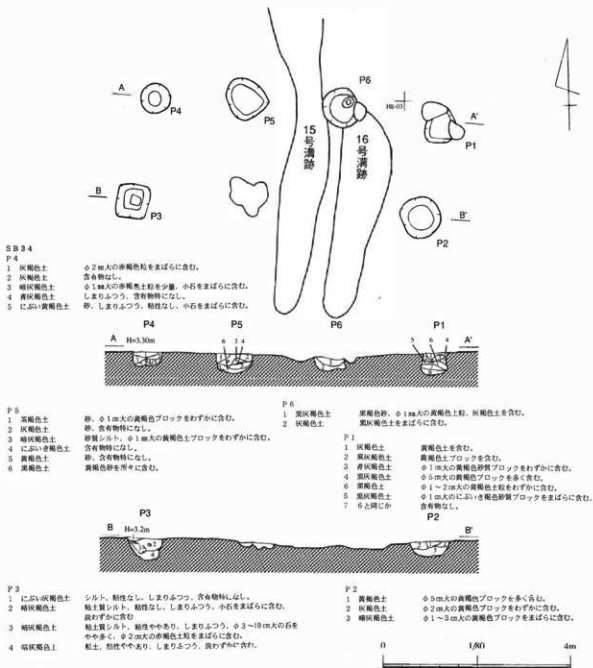 P6
A
HH-03
A'
P4
P5
P1
15号溝跡
16号溝跡
B
B'
P3
P2
SB34
P4
1 灰褐色土 φ2㎜大の赤褐色粒をまばらに含む。
2 灰褐色土 含有物なし。
3 暗灰褐色土 φ1㎜大の赤褐色土粒を少量、小石をまばらに含む。
4 青灰褐色土 しまりふつう、含有物特になし。
5 にぶい黄褐色土 砂、しまりふつう、粘性なし、小石をまばらに含む。
P4 P5 P6 P1
A H=3.30m 6 3 4 5 6 4 A'
P5
1 茶褐色土 砂、φ1㎝大の黄褐色ブロックをわずかに含む。
2 灰褐色土 砂、含有物特になし。
3 暗灰褐色土 砂質シルト、φ1㎜大の黄褐色土ブロックをわずかに含む。
4 にぶい褐色土 含有物特になし。
5 黄褐色土 砂、含有物特になし。
6 黒褐色土 黄褐色砂を所々に含む。
P6
1 黒灰褐色土 黒褐色砂、φ1㎜大の黄褐色土粒、灰褐色土を含む。
2 灰褐色土 黒灰褐色土をまばらに含む。
P1
1 灰褐色土 黄褐色土を含む。
2 黒灰褐色土 黄褐色土ブロックを含む。
3 青灰褐色土 φ1㎝大の黄褐色砂質ブロックをわずかに含む。
4 黒灰褐色土 φ5㎝大の黄褐色ブロックを多く含む。
6 黒褐色土 φ1～2㎝大の黄褐色土粒をわずかに含む。
5 黒灰褐色土 φ1㎝大のにぶい褐色砂質ブロックをまばらに含む。
7 6と同じか 含有物なし。
P3 P2
B H=3.2m B'
P3
1 にぶい灰褐色土 シルト、粘性なし、しまりふつう、含有物特になし。
2 暗灰褐色土 粘土質シルト、粘性なし、しまりふつう、小石をまばらに含む、
炭わずかに含む
3 暗灰褐色土 粘土質シルト、粘性ややあり、しまりふつう、φ3～10㎝大の石を
やや多く、φ2㎝大の赤褐色土粒をまばらに含む。
4 暗灰褐色土 粘土、粘性ややあり、しまりふつう、炭わずかに含む。
P2
1 黄褐色土 φ5㎝大の黄褐色ブロックを多く含む。
2 灰褐色土 φ2㎝大の黄褐色ブロックをわずかに含む。
3 暗褐色土 φ1～3㎝大の黄褐色ブロックをまばらに含む。
0 1/80 4m